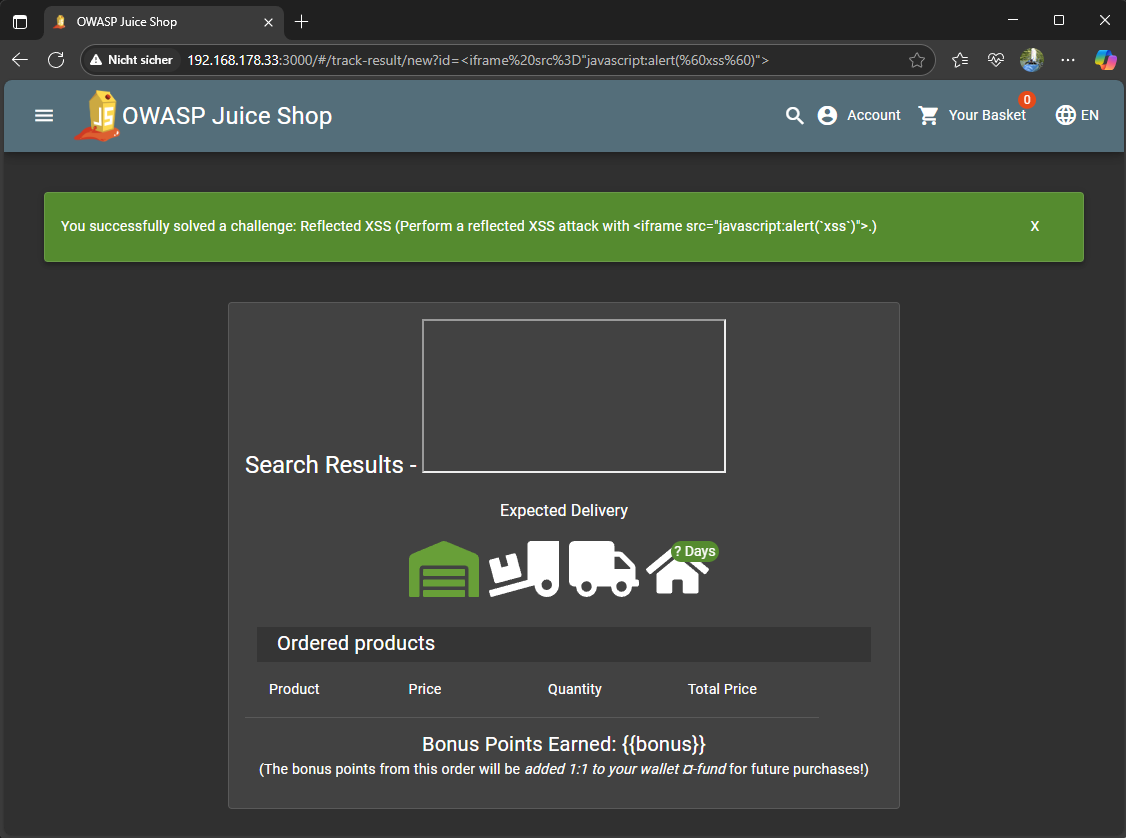 OWASP Juice Shop
Nicht sicher 192.168.178.33:3000/#/track-result/new?id=<iframe%20src%3D"javascript:alert(%60xss%60)">
JS OWASP Juice Shop
Account
0
Your Basket
EN
You successfully solved a challenge: Reflected XSS (Perform a reflected XSS attack with <iframe src="javascript:alert(`xss`)">.)
X
Search Results -
Expected Delivery
? Days
Ordered products
Product Price Quantity Total Price
Bonus Points Earned: {{bonus}}
(The bonus points from this order will be added 1:1 to your wallet ¤-fund for future purchases!)